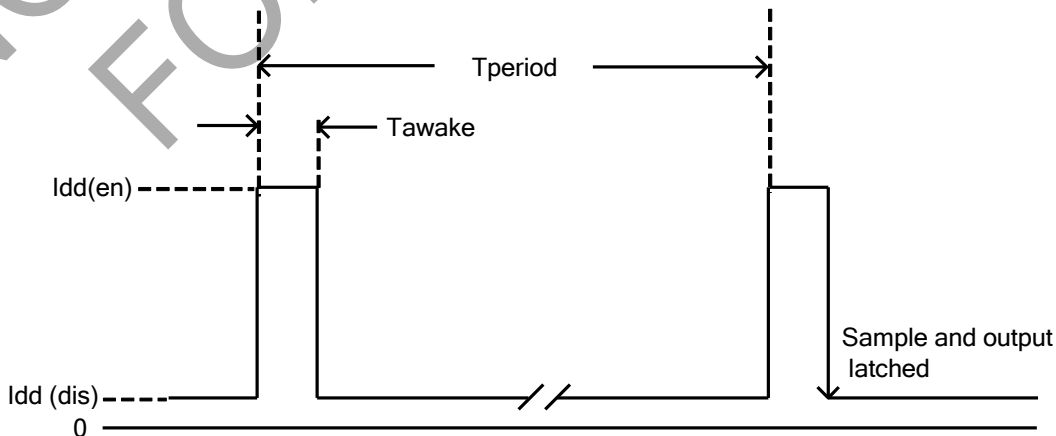 Tperiod
Tawake
Idd(en)
Sample and output
latched
Idd (dis)
0